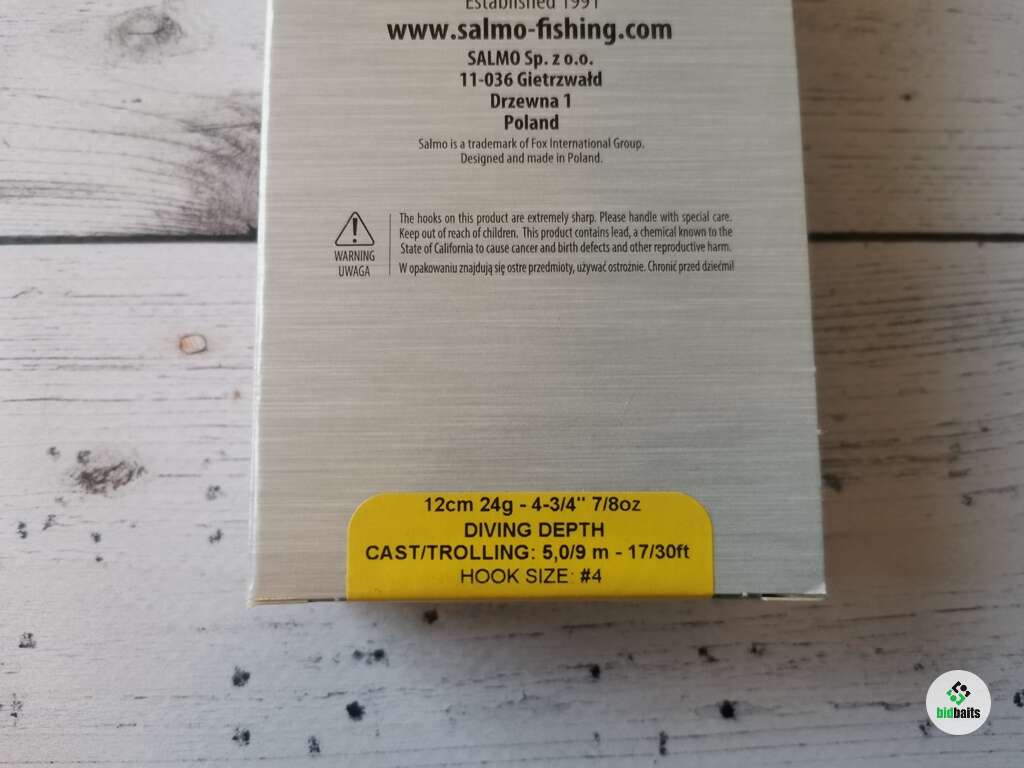 Established 1991
www.salmo-fishing.com
SALMO Sp. z o.o.
11-036 Gietrzwałd
Drzewna 1
Poland
Salmo is a trademark of Fox International Group.
Designed and made in Poland.
WARNING
UWAGA
The hooks on this product are extremely sharp. Please handle with special care.
Keep out of reach of children. This product contains lead, a chemical known to the
State of California to cause cancer and birth defects and other reproductive harm.
W opakowaniu znajdują się ostre przedmioty, używać ostrożnie. Chronić przed dziećmi!
12cm 24g - 4-3/4" 7/8oz
DIVING DEPTH
CAST/TROLLING: 5,0/9 m - 17/30ft
HOOK SIZE: #4
bidbaits